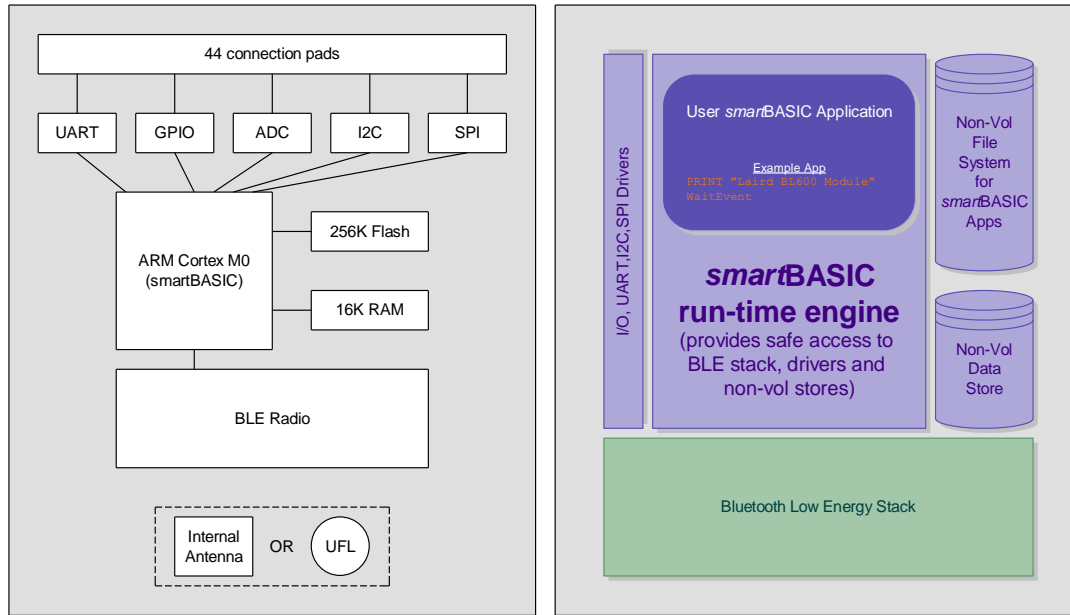 44 connection pads
UART
GPIO
ADC
I2C
SPI
ARM Cortex M0
(smartBASIC)
256K Flash
16K RAM
BLE Radio
Internal
Antenna
OR
UFL
I/O, UART,I2C,SPI Drivers
User smartBASIC Application
Example App
PRINT "Laird BL600 Module"
WaitEvent
smartBASIC
run-time engine
(provides safe access to
BLE stack, drivers and
non-vol stores)
Non-Vol
File
System
for
smartBASIC
Apps
Non-Vol
Data
Store
Bluetooth Low Energy Stack